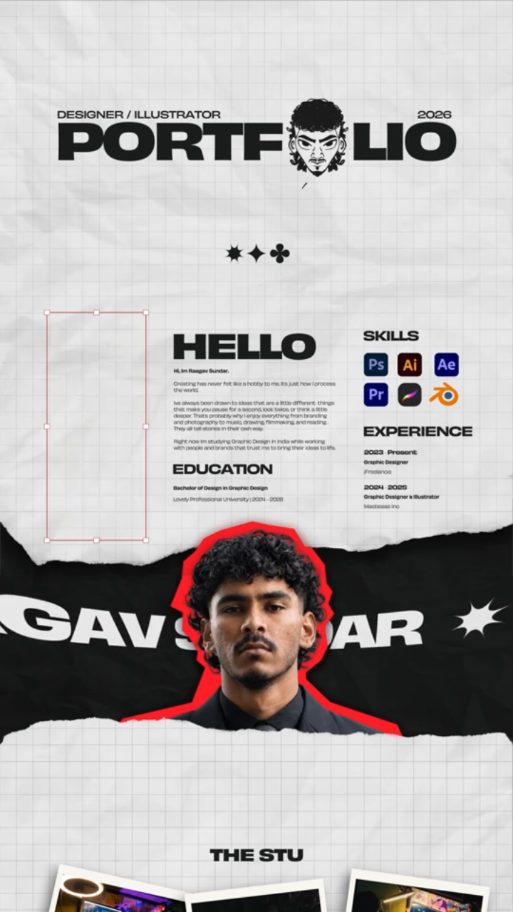 DESIGNER / ILLUSTRATOR
2026
PORTF LIO
HELLO
Hi, Im Raagav Sundar.
Creating has never felt like a hobby to me, its just how I process
the world.
Ive always been drawn to ideas that are a little different- things
that make you pause for a second, look twice, or think a little
deeper. Thats probably why I enjoy everything from branding
and photography to music, drawing, filmmaking, and reading.
They all tell stories in their own way.
Right now Im studying Graphic Design in India while working
with people and brands that trust me to bring their ideas to life.
EDUCATION
Bachelor of Design in Graphic Design
Lovely Professional University | 2024 - 2028
SKILLS
Ps Ai Ae
Pr
EXPERIENCE
2023 - Present
Graphic Designer
Freelance
2024 - 2025
Graphic Designer & Illustrator
GAV S DAR
THE STU